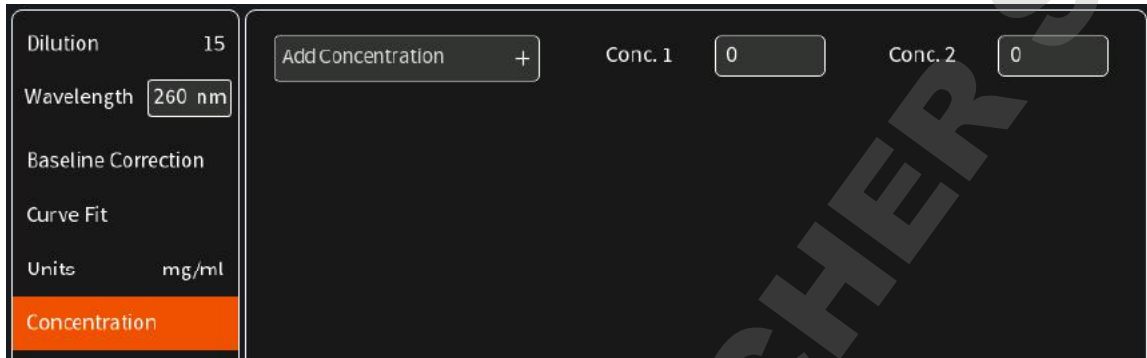 Dilution 15
Wavelength 260 nm
Baseline Correction
Curve Fit
Units mg/ml
Concentration
Add Concentration + Conc. 1 0 Conc. 2 0
CHER S